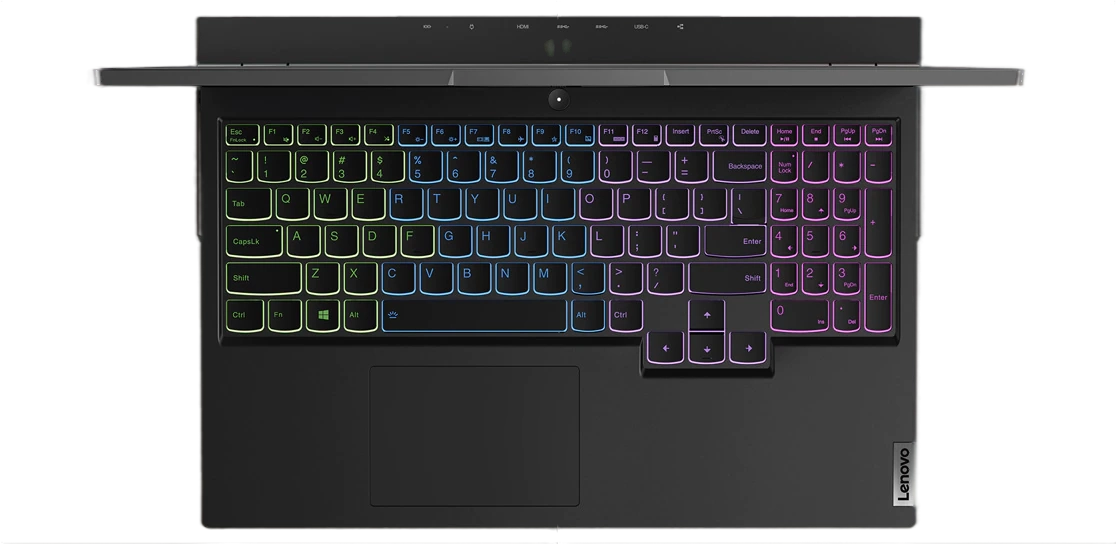 HDMI USB-C
Esc F1 F2 F3 F4 F5 F6 F7 F8 F9 F10 F11 F12 Insert PrtSc Delete Home End PgUp PgDn
FnLock
~ ! @ # $ % ^ & * ( ) — + Backspace Num Lock / * -
` 1 2 3 4 5 6 7 8 9 0 - =
Tab Q W E R T Y U I O P { } | 7 8 9 +
[ ] \ Home PgUp
CapsLk A S D F G H J K L : " Enter 4 5 6
; '
Shift Z X C V B N M < > ? Shift 1 2 3 Enter
, . / End PgDn
Ctrl Fn Alt Alt Ctrl 0 .
Ins Del
Lenovo